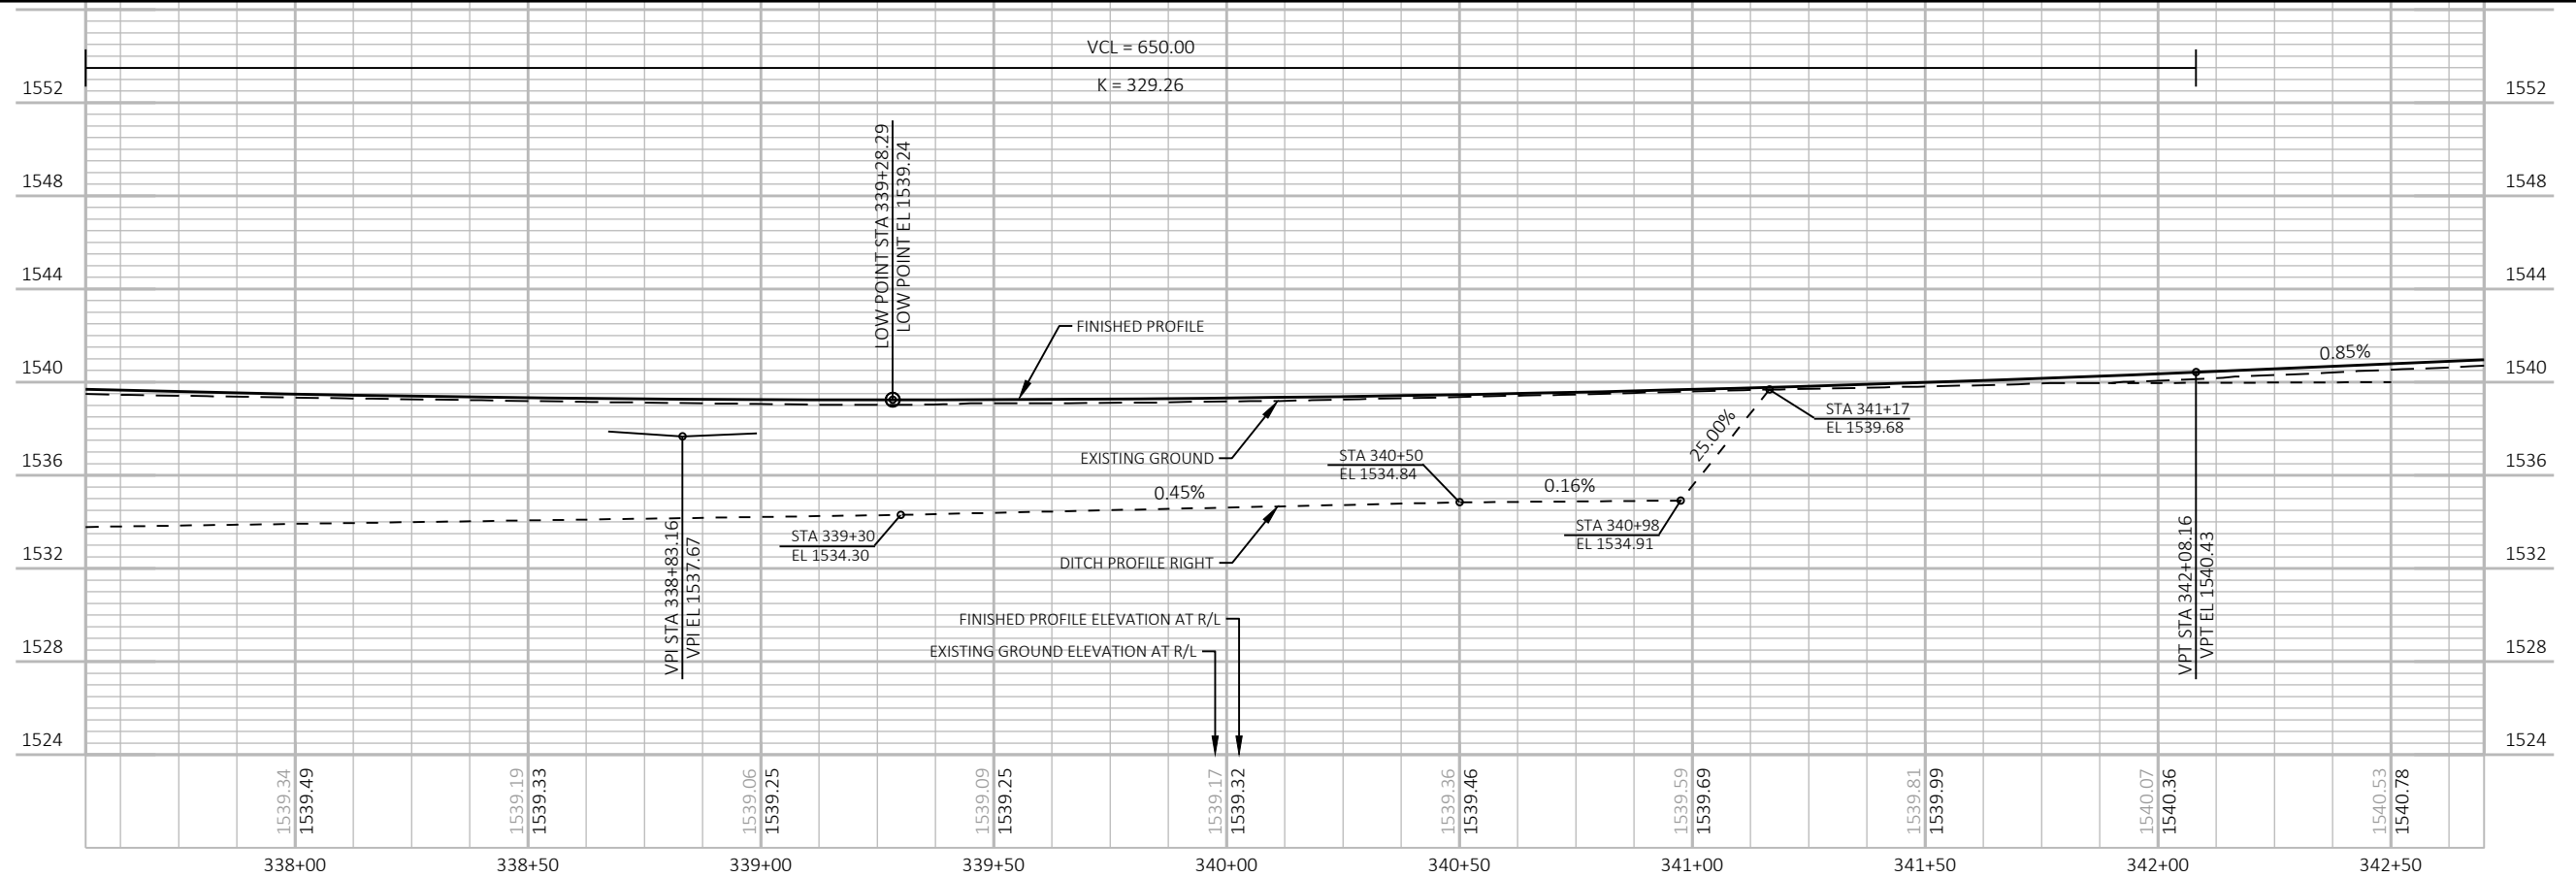 VCL = 650.00
K = 329.26
1552
1552
1548
1548
1544
1544
1540
1540
1536
1536
1532
1532
1528
1528
1524
1524
LOW POINT STA 339+28.29
LOW POINT EL 1539.24
FINISHED PROFILE
0.85%
STA 341+17
EL 1539.68
25.00%
EXISTING GROUND
STA 340+50
EL 1534.84
0.45%
0.16%
STA 339+30
EL 1534.30
STA 340+98
EL 1534.91
DITCH PROFILE RIGHT
VPI STA 338+83.16
VPI EL 1537.67
VPT STA 342+08.16
VPT EL 1540.43
FINISHED PROFILE ELEVATION AT R/L
EXISTING GROUND ELEVATION AT R/L
1539.34
1539.49
1539.19
1539.33
1539.06
1539.25
1539.09
1539.25
1539.17
1539.32
1539.36
1539.46
1539.59
1539.69
1539.81
1539.99
1540.07
1540.36
1540.53
1540.78
338+00
338+50
339+00
339+50
340+00
340+50
341+00
341+50
342+00
342+50